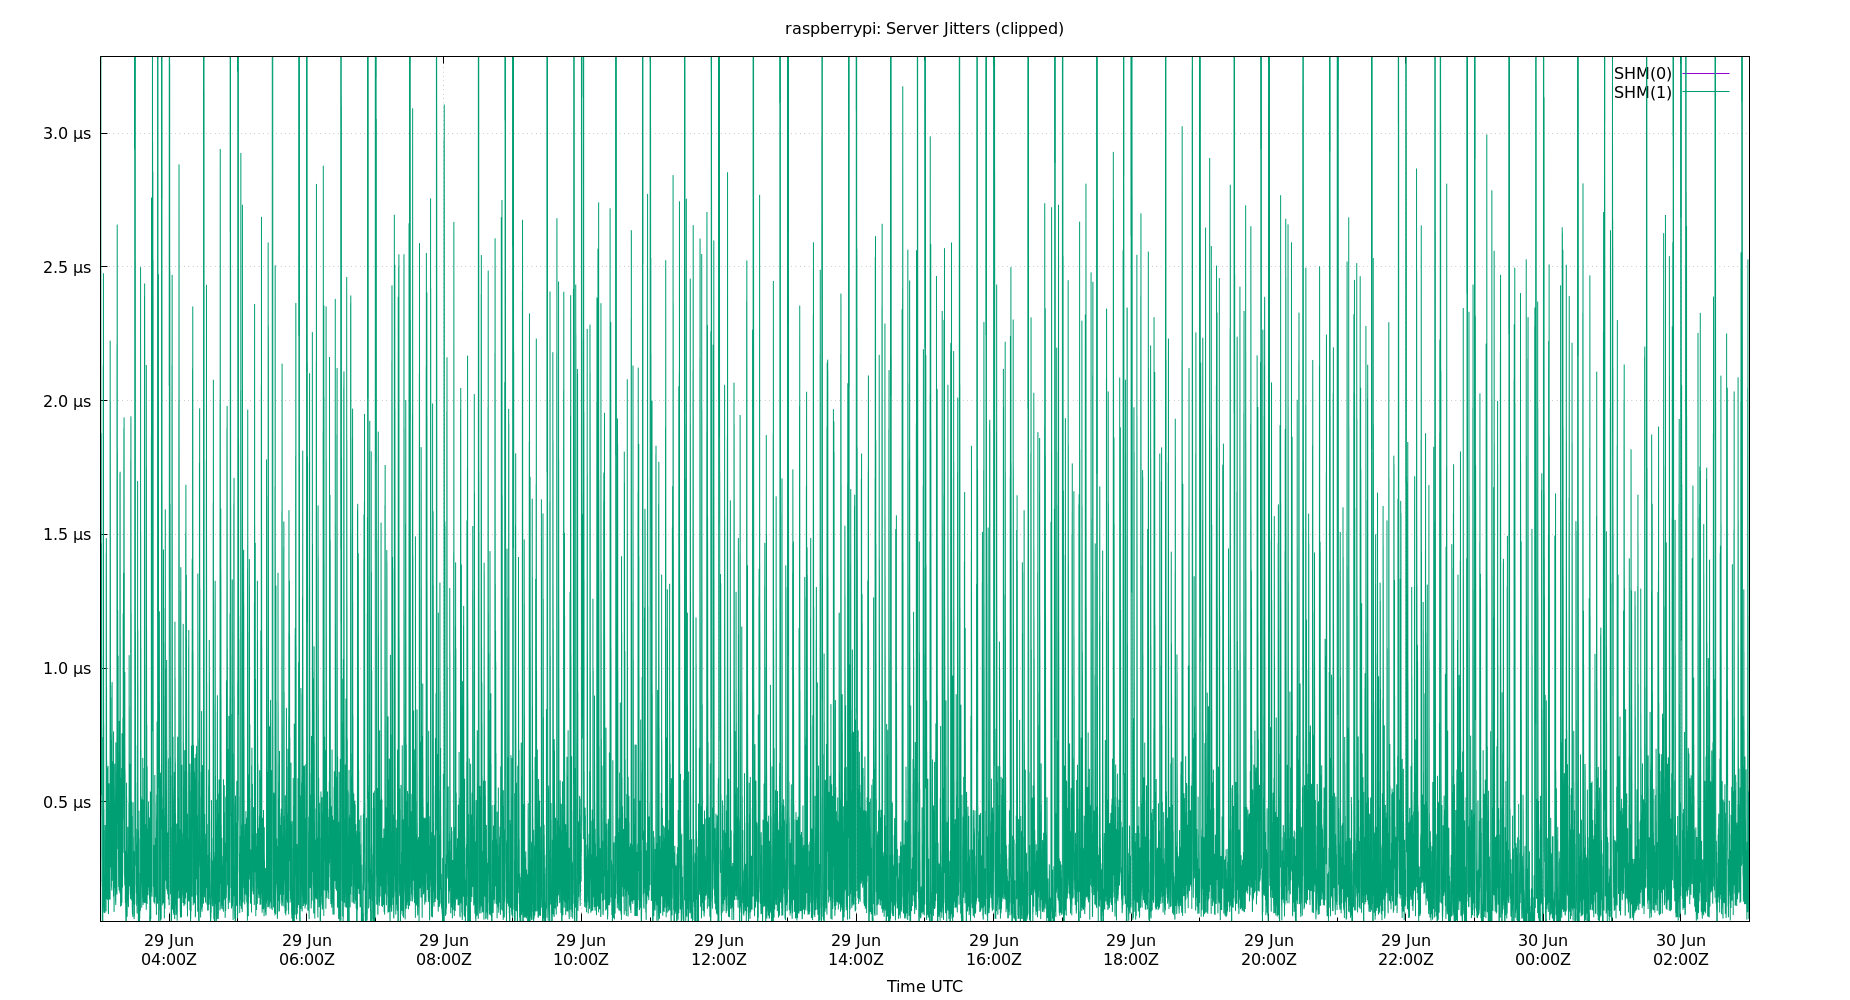 raspberrypi: Server Jitters (clipped)
SHM(0)
SHM(1)
3.0 µs
2.5 µs
2.0 µs
1.5 µs
1.0 µs
0.5 µs
29 Jun 29 Jun 29 Jun 29 Jun 29 Jun 29 Jun 29 Jun 29 Jun 29 Jun 29 Jun 30 Jun 30 Jun
04:00Z 06:00Z 08:00Z 10:00Z 12:00Z 14:00Z 16:00Z 18:00Z 20:00Z 22:00Z 00:00Z 02:00Z
Time UTC